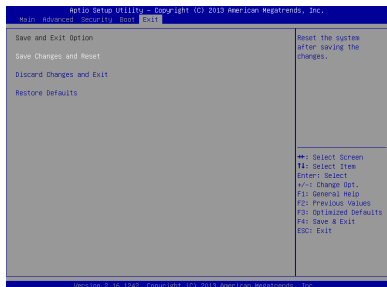 Aptio Setup Utility – Copyright (C) 2013 American Megatrends, Inc.
Main Advanced Security Boot Exit
Save and Exit Option
Save Changes and Reset
Discard Changes and Exit
Restore Defaults
Reset the system
after saving the
changes.
→←: Select Screen
↑↓: Select Item
Enter: Select
+/-: Change Opt.
F1: General Help
F2: Previous Values
F3: Optimized Defaults
F4: Save & Exit
ESC: Exit
Version 2.16.1242. Copyright (C) 2013 American Megatrends, Inc.